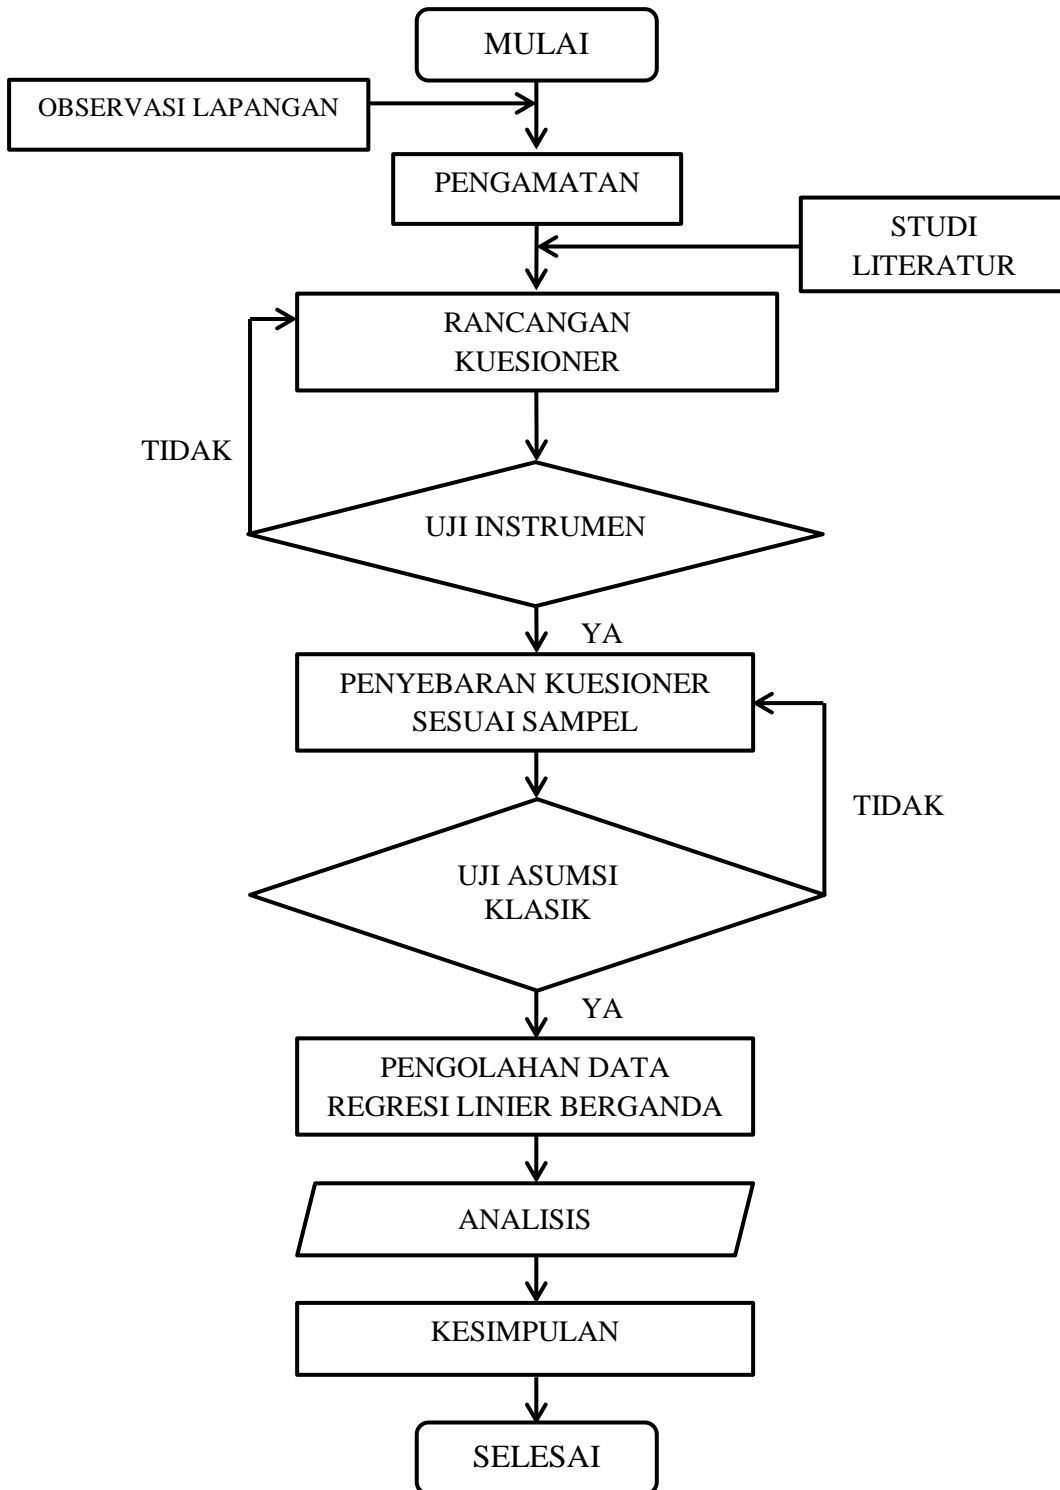 MULAI
OBSERVASI LAPANGAN
PENGAMATAN
STUDI
LITERATUR
RANCANGAN
KUESIONER
TIDAK
UJI INSTRUMEN
YA
PENYEBARAN KUESIONER
SESUAI SAMPEL
TIDAK
UJI ASUMSI
KLASIK
YA
PENGOLAHAN DATA
REGRESI LINIER BERGANDA
ANALISIS
KESIMPULAN
SELESAI